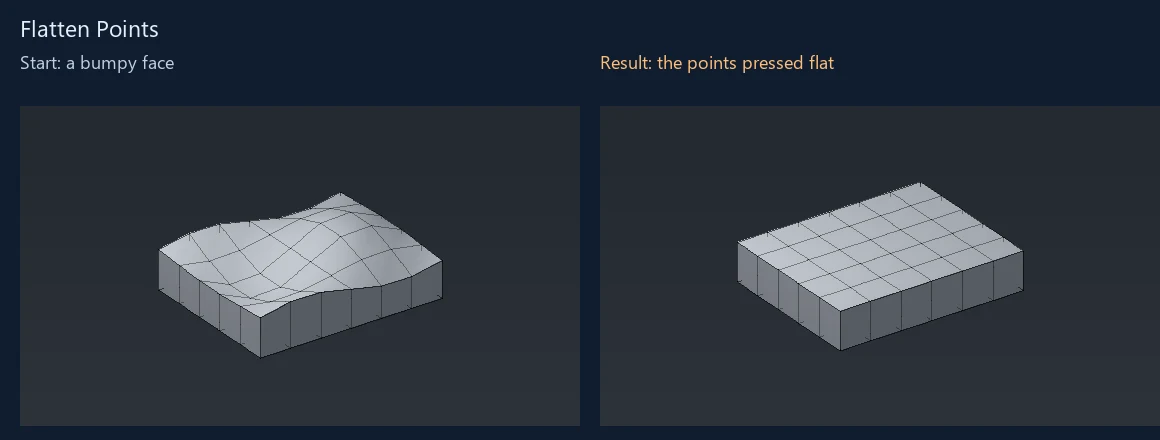 Flatten Points
Start: a bumpy face
Result: the points pressed flat